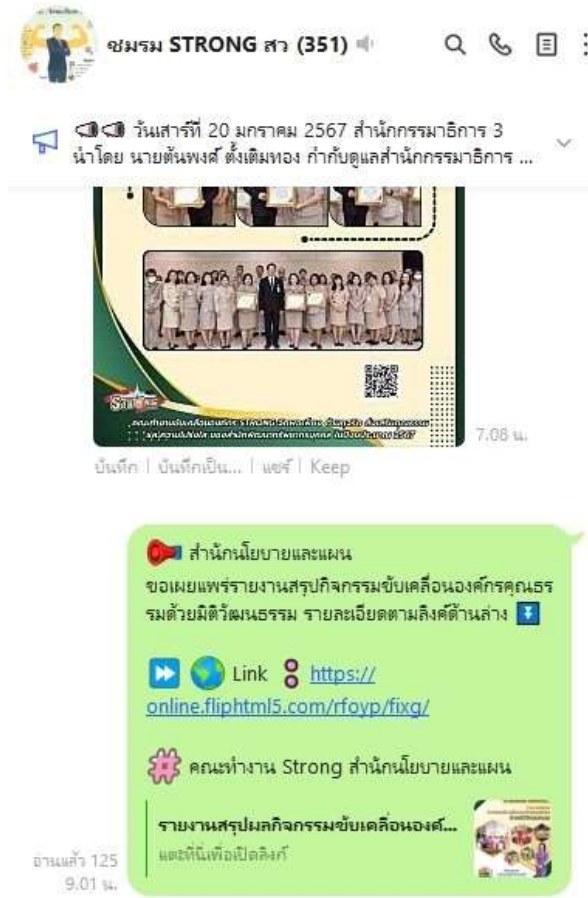 ชมรม STRONG สว (351)
วันเสาร์ที่ 20 มกราคม 2567 สำนักกรรมาธิการ 3
นำโดย นายตันพงศ์ ตั้งเติมทอง กำกับดูแลสำนักกรรมาธิการ ...
STRONG
7.08 น.
บันทึก | บันทึกเป็น... | แชร์ | Keep
สำนักนโยบายและแผน
ขอเผยแพร่รายงานสรุปกิจกรรมขับเคลื่อนองค์กรคุณธร
รมด้วยมิติวัฒนธรรม รายละเอียดตามลิงค์ด้านล่าง
Link https://
online.fliphtml5.com/rfoyp/fixg/
คณะทำงาน Strong สำนักนโยบายและแผน
รายงานสรุปผลกิจกรรมขับเคลื่อนองค์...
แตะที่นี่เพื่อเปิดลิงก์
อ่านแล้ว 125
9.01 น.